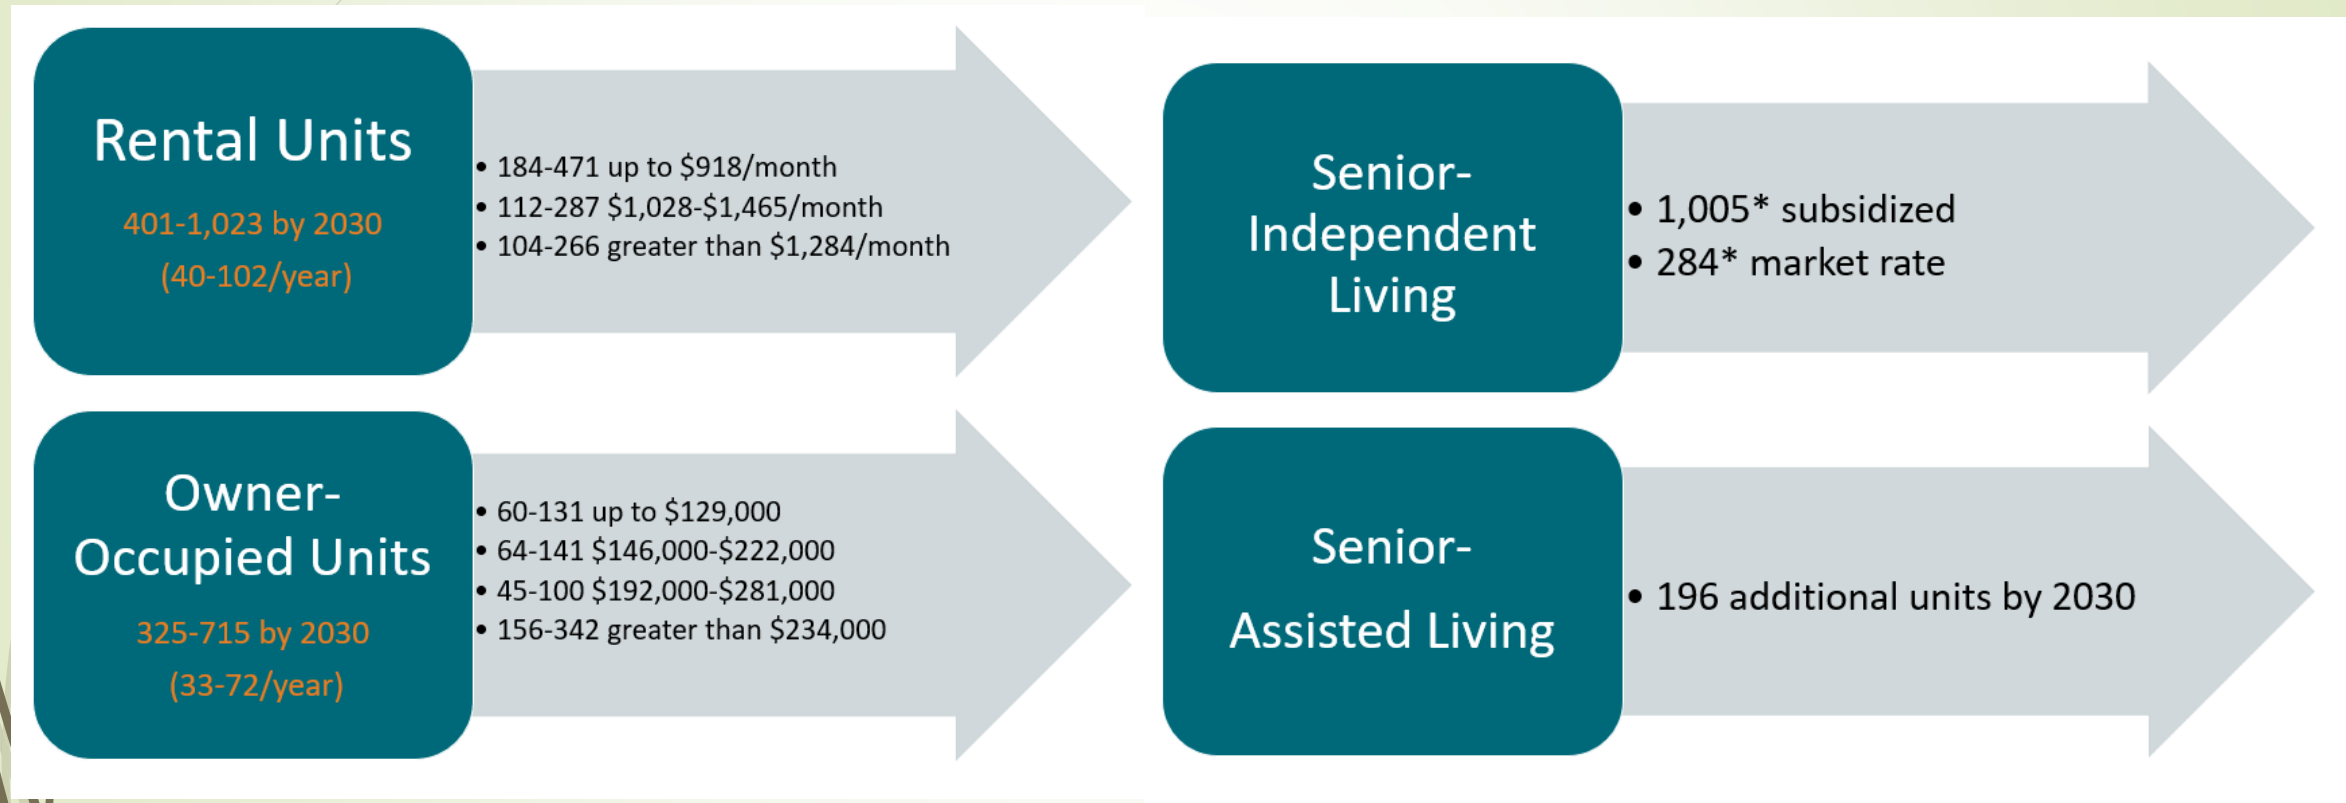 Rental Units
401-1,023 by 2030
(40-102/year)
• 184-471 up to $918/month
• 112-287 $1,028-$1,465/month
• 104-266 greater than $1,284/month
Owner-
Occupied Units
325-715 by 2030
(33-72/year)
• 60-131 up to $129,000
• 64-141 $146,000-$222,000
• 45-100 $192,000-$281,000
• 156-342 greater than $234,000
Senior-
Independent
Living
• 1,005* subsidized
• 284* market rate
Senior-
Assisted Living
• 196 additional units by 2030